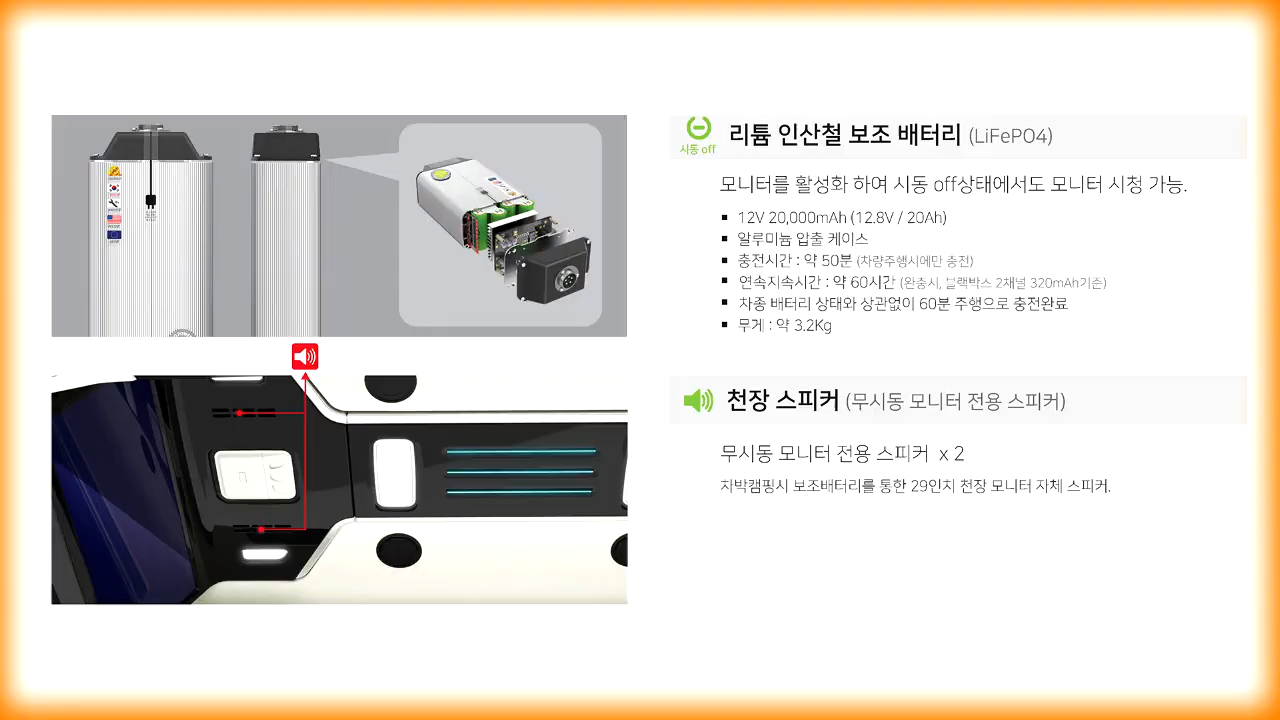 시동 off
리튬 인산철 보조 배터리 (LiFePO4)
모니터를 활성화 하여 시동 off상태에서도 모니터 시청 가능.
12V 20,000mAh (12.8V / 20Ah)
알루미늄 압출 케이스
충전시간 : 약 50분 (차량주행시에만 충전)
연속지속시간 : 약 60시간 (완충시, 블랙박스 2채널 320mAh기준)
차종 배터리 상태와 상관없이 60분 주행으로 충전완료
무게 : 약 3.2Kg
천장 스피커 (무시동 모니터 전용 스피커)
무시동 모니터 전용 스피커 x 2
차박캠핑시 보조배터리를 통한 29인치 천장 모니터 자체 스피커.